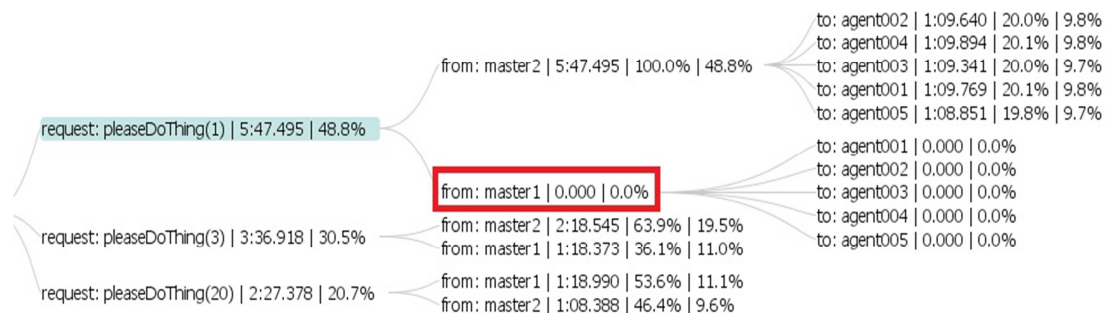 to: agent002 | 1:09.640 | 20.0% | 9.8%
to: agent004 | 1:09.894 | 20.1% | 9.8%
from: master2 | 5:47.495 | 100.0% | 48.8%
to: agent003 | 1:09.341 | 20.0% | 9.7%
to: agent001 | 1:09.769 | 20.1% | 9.8%
to: agent005 | 1:08.851 | 19.8% | 9.7%
request: pleaseDoThing(1) | 5:47.495 | 48.8%
to: agent001 | 0.000 | 0.0%
to: agent002 | 0.000 | 0.0%
from: master1 | 0.000 | 0.0%
to: agent003 | 0.000 | 0.0%
to: agent004 | 0.000 | 0.0%
to: agent005 | 0.000 | 0.0%
from: master2 | 2:18.545 | 63.9% | 19.5%
request: pleaseDoThing(3) | 3:36.918 | 30.5%
from: master1 | 1:18.373 | 36.1% | 11.0%
from: master1 | 1:18.990 | 53.6% | 11.1%
request: pleaseDoThing(20) | 2:27.378 | 20.7%
from: master2 | 1:08.388 | 46.4% | 9.6%